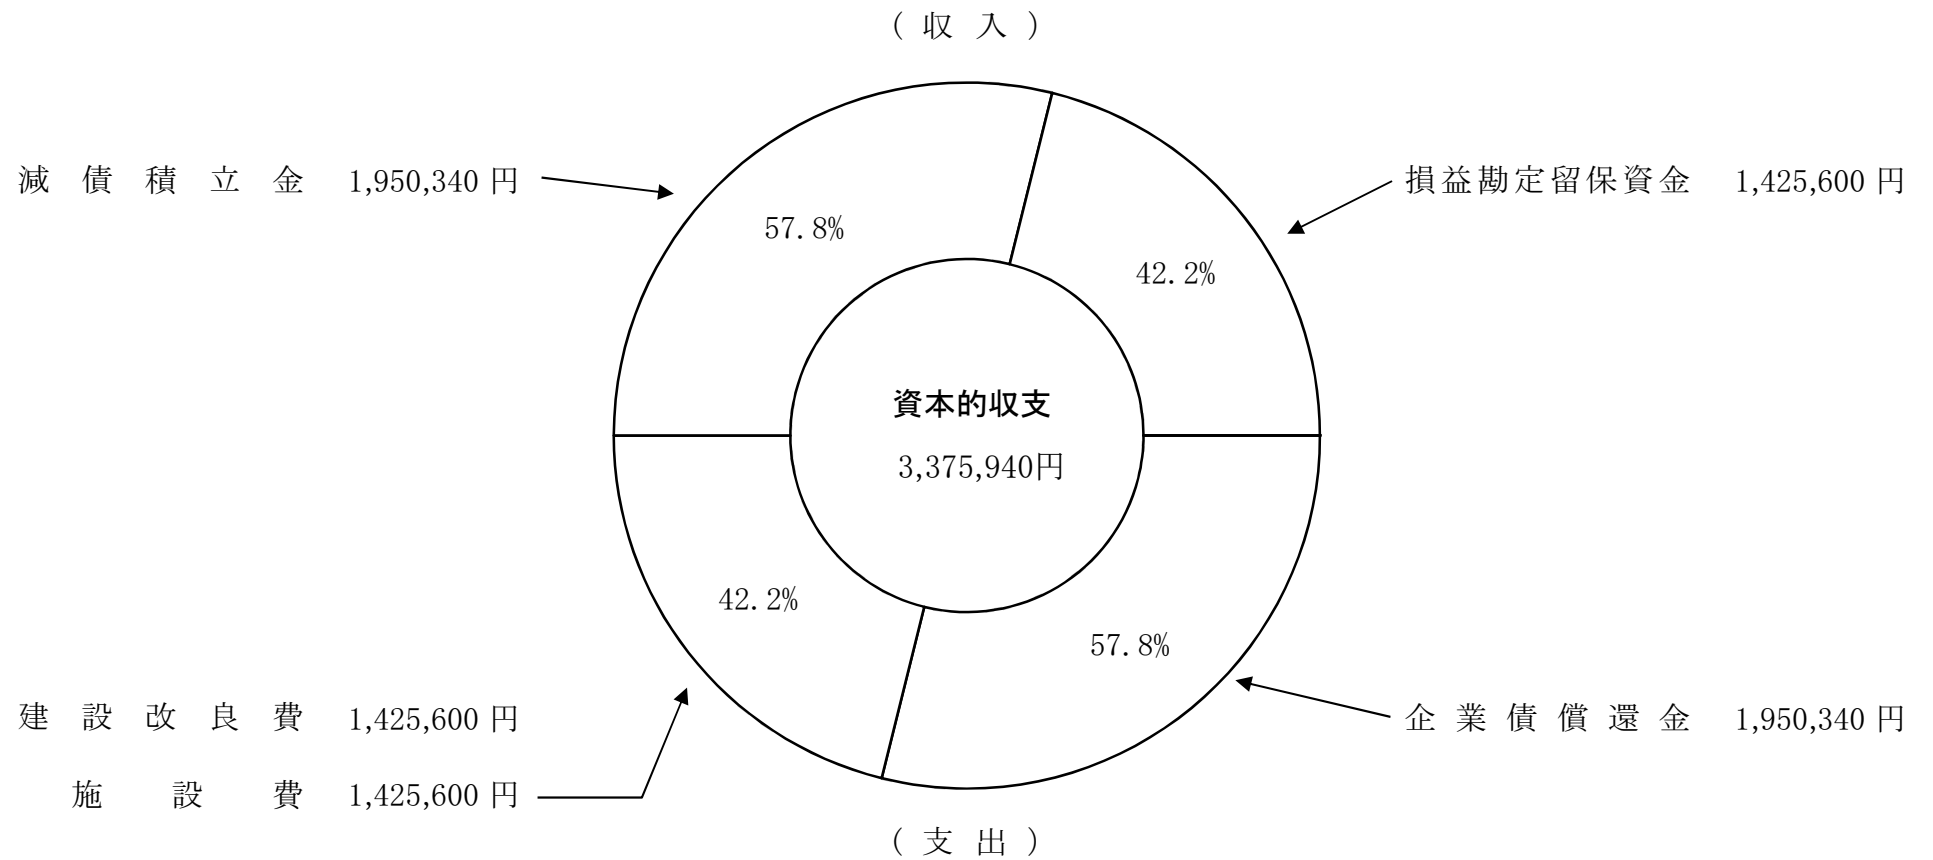 (収入)
減債積立金 1,950,340 円
損益勘定留保資金 1,425,600 円
57.8%
42.2%
資本的収支
3,375,940円
42.2%
57.8%
建設改良費 1,425,600 円
企業債償還金 1,950,340 円
施設費 1,425,600 円
(支出)